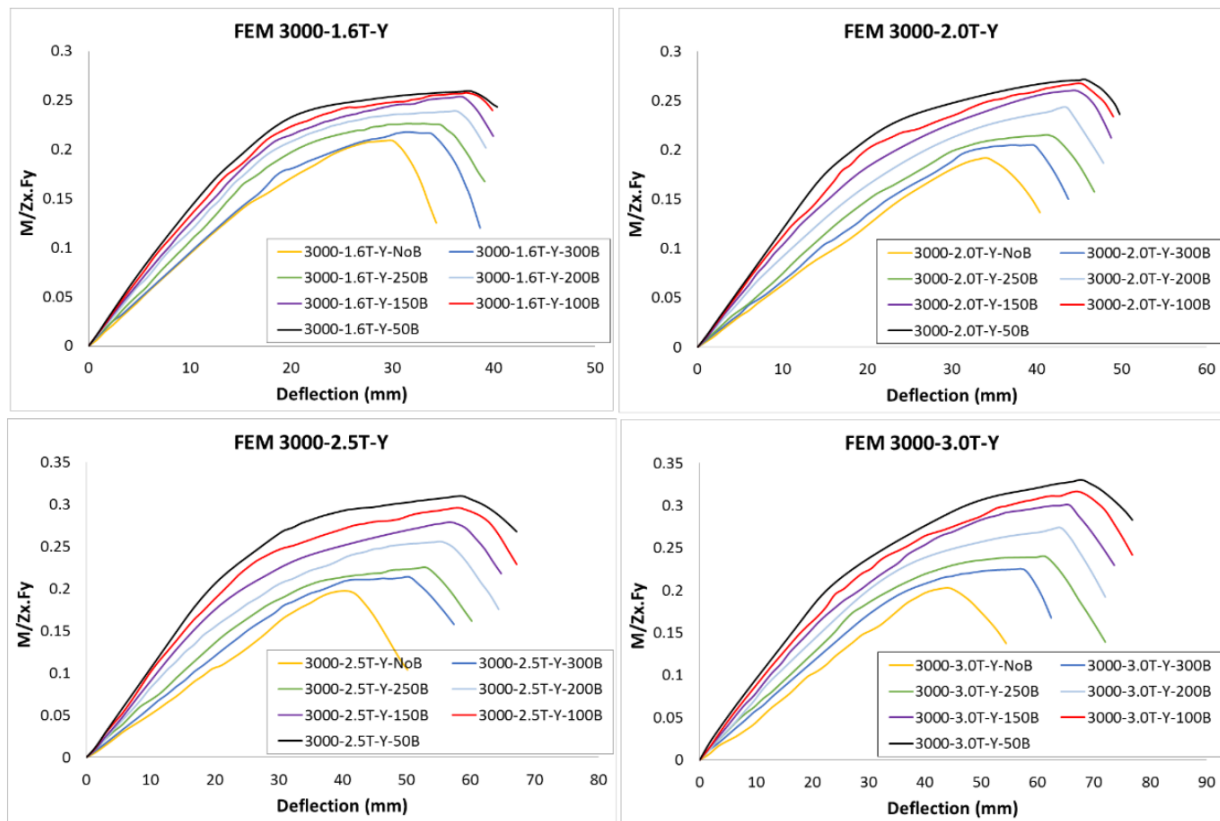 FEM 3000-1.6T-Y
M/Zx.Fy
0.3
0.25
0.2
0.15
0.1
0.05
0
0 10 20 30 40 50
Deflection (mm)
3000-1.6T-Y-NoB 3000-1.6T-Y-300B
3000-1.6T-Y-250B 3000-1.6T-Y-200B
3000-1.6T-Y-150B 3000-1.6T-Y-100B
3000-1.6T-Y-50B
FEM 3000-2.0T-Y
M/Zx.Fy
0.3
0.25
0.2
0.15
0.1
0.05
0
0 10 20 30 40 50 60
Deflection (mm)
3000-2.0T-Y-NoB 3000-2.0T-Y-300B
3000-2.0T-Y-250B 3000-2.0T-Y-200B
3000-2.0T-Y-150B 3000-2.0T-Y-100B
3000-2.0T-Y-50B
FEM 3000-2.5T-Y
M/Zx.Fy
0.35
0.3
0.25
0.2
0.15
0.1
0.05
0
0 10 20 30 40 50 60 70 80
Deflection (mm)
3000-2.5T-Y-NoB 3000-2.5T-Y-300B
3000-2.5T-Y-250B 3000-2.5T-Y-200B
3000-2.5T-Y-150B 3000-2.5T-Y-100B
3000-2.5T-Y-50B
FEM 3000-3.0T-Y
M/Zx.Fy
0.35
0.3
0.25
0.2
0.15
0.1
0.05
0
0 10 20 30 40 50 60 70 80 90
Deflection (mm)
3000-3.0T-Y-NoB 3000-3.0T-Y-300B
3000-3.0T-Y-250B 3000-3.0T-Y-200B
3000-3.0T-Y-150B 3000-3.0T-Y-100B
3000-3.0T-Y-50B